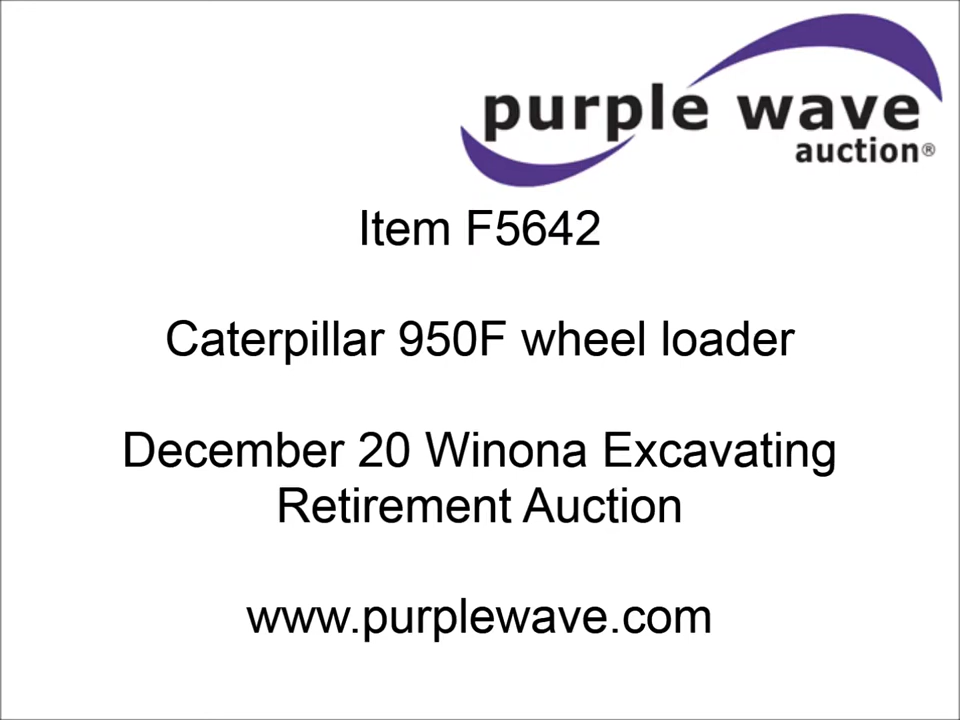 purple wave
auction®
Item F5642
Caterpillar 950F wheel loader
December 20 Winona Excavating
Retirement Auction
www.purplewave.com